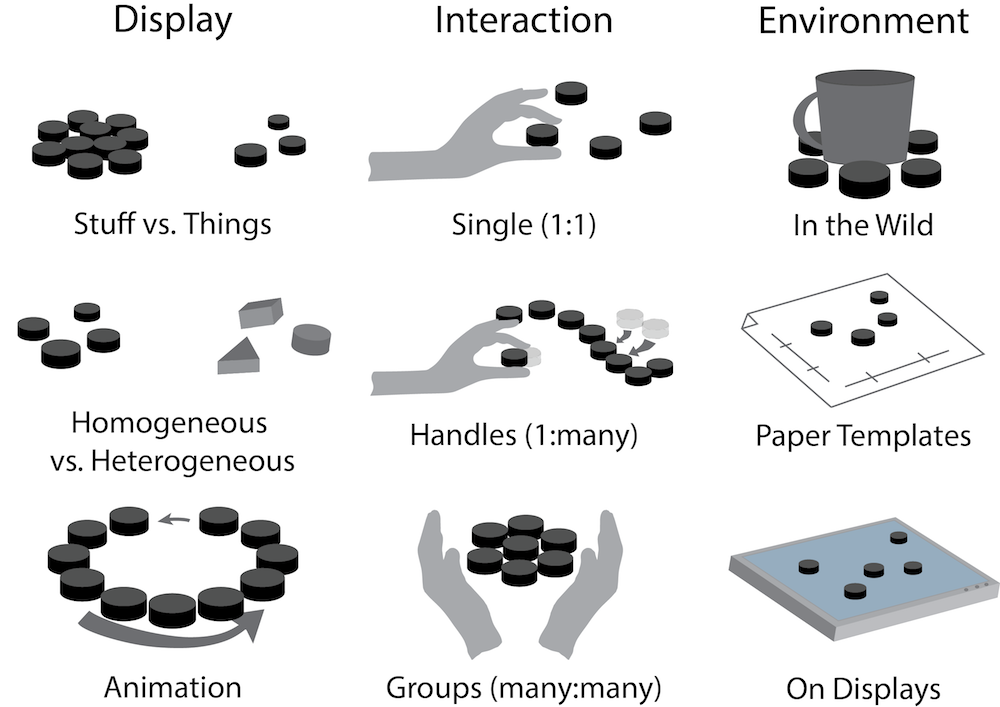 Display
Interaction
Environment
Stuff vs. Things
Single (1:1)
In the Wild
Homogeneous
vs. Heterogeneous
Handles (1:many)
Paper Templates
Animation
Groups (many:many)
On Displays